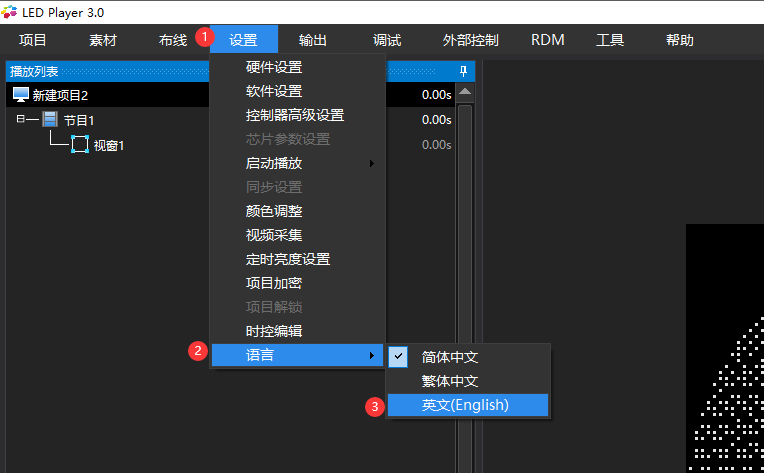 LED Player 3.0
项目 素材 布线 1 设置 输出 调试 外部控制 RDM 工具 帮助
播放列表
新建项目2 0.00s
节目1 0.00s
视窗1 0.00s
硬件设置
软件设置
控制器高级设置
芯片参数设置
启动播放
同步设置
颜色调整
视频采集
定时亮度设置
项目加密
项目解锁
时控编辑
2 语言
简体中文
繁体中文
3 英文(English)